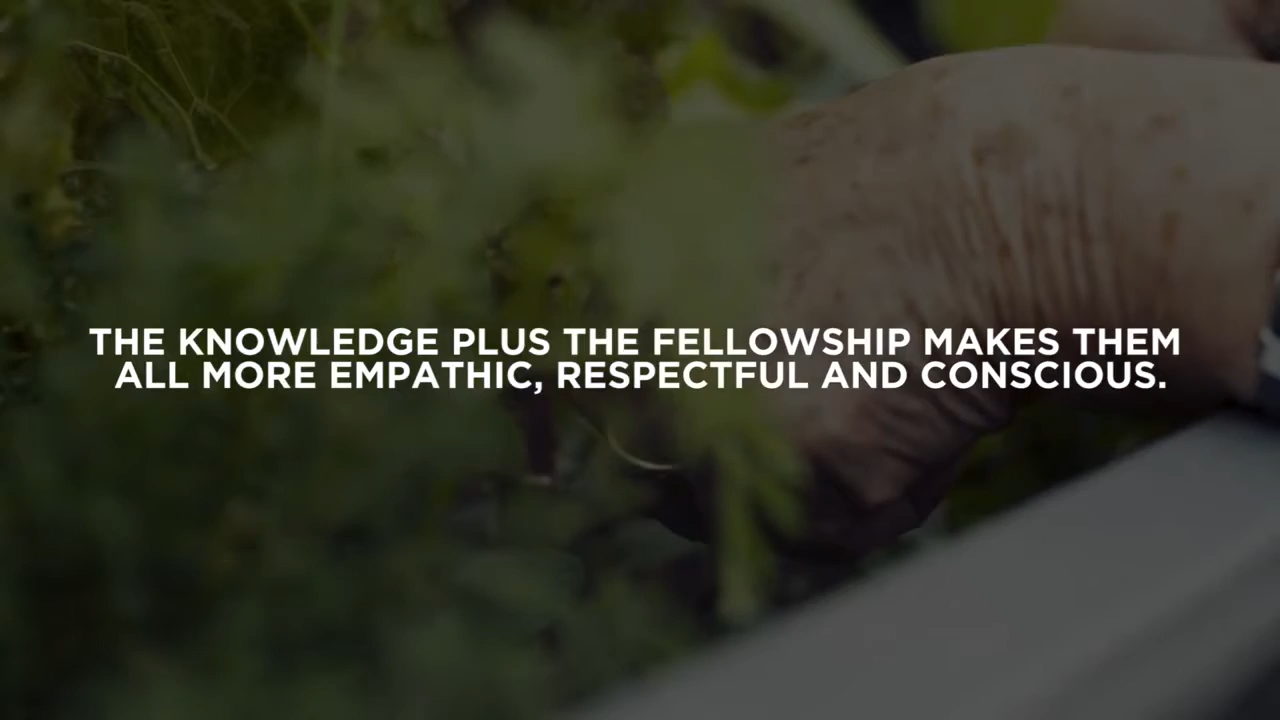 THE KNOWLEDGE PLUS THE FELLOWSHIP MAKES THEM
ALL MORE EMPATHIC, RESPECTFUL AND CONSCIOUS.